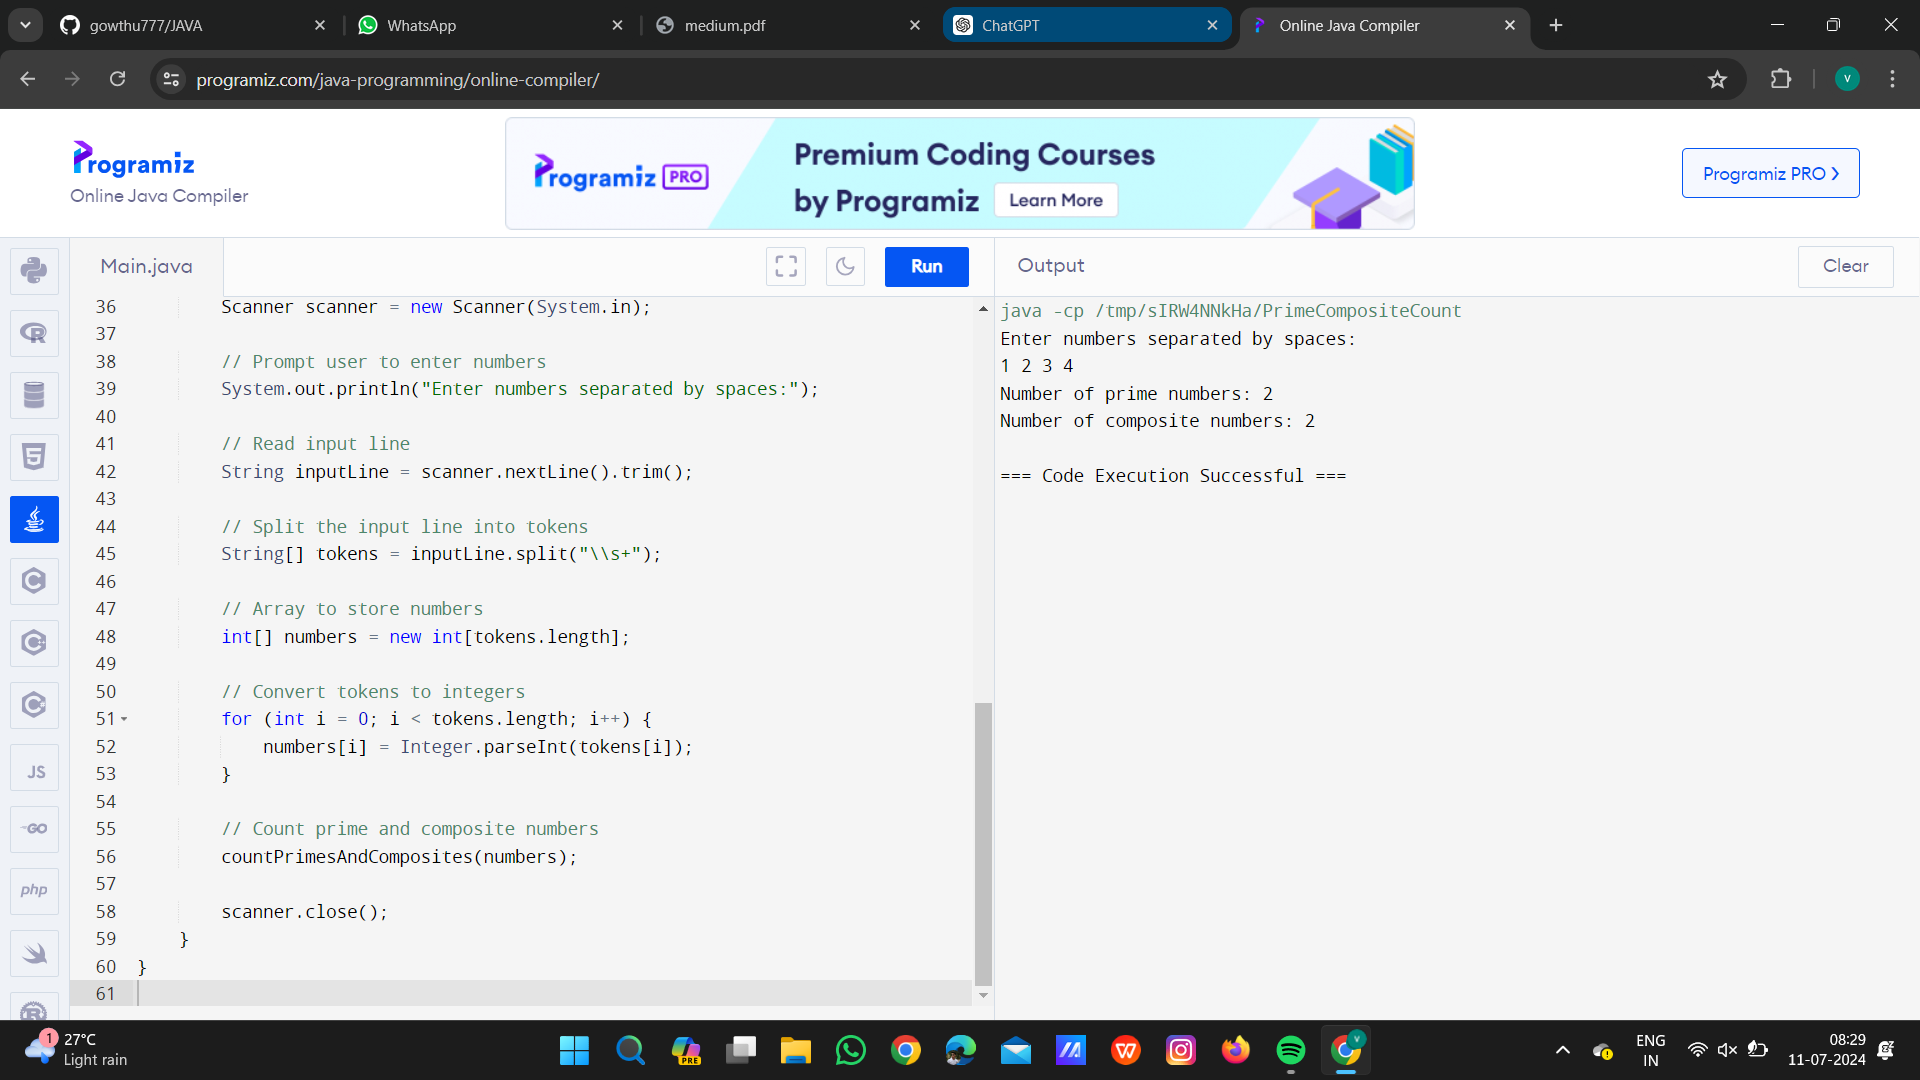 gowthu777/JAVA
WhatsApp
medium.pdf
ChatGPT
Online Java Compiler
programiz.com/java-programming/online-compiler/
V
Programiz
Online Java Compiler
Programiz PRO
Premium Coding Courses
by Programiz
Learn More
Programiz PRO
Main.java
Run
36 Scanner scanner = new Scanner(System.in);
37
38 // Prompt user to enter numbers
39 System.out.println("Enter numbers separated by spaces:");
40
41 // Read input line
42 String inputLine = scanner.nextLine().trim();
43
44 // Split the input line into tokens
45 String[] tokens = inputLine.split("\\s+");
46
47 // Array to store numbers
48 int[] numbers = new int[tokens.length];
49
50 // Convert tokens to integers
51 for (int i = 0; i < tokens.length; i++) {
52 numbers[i] = Integer.parseInt(tokens[i]);
53 }
54
55 // Count prime and composite numbers
56 countPrimesAndComposites(numbers);
57
58 scanner.close();
59 }
60 }
61
Output
Clear
java -cp /tmp/sIRW4NNkHa/PrimeCompositeCount
Enter numbers separated by spaces:
1 2 3 4
Number of prime numbers: 2
Number of composite numbers: 2
=== Code Execution Successful ===
R
5
C
C
C
JS
GO
php
R
1
27°C
Light rain
PRE
W
V
ENG
IN
08:29
11-07-2024